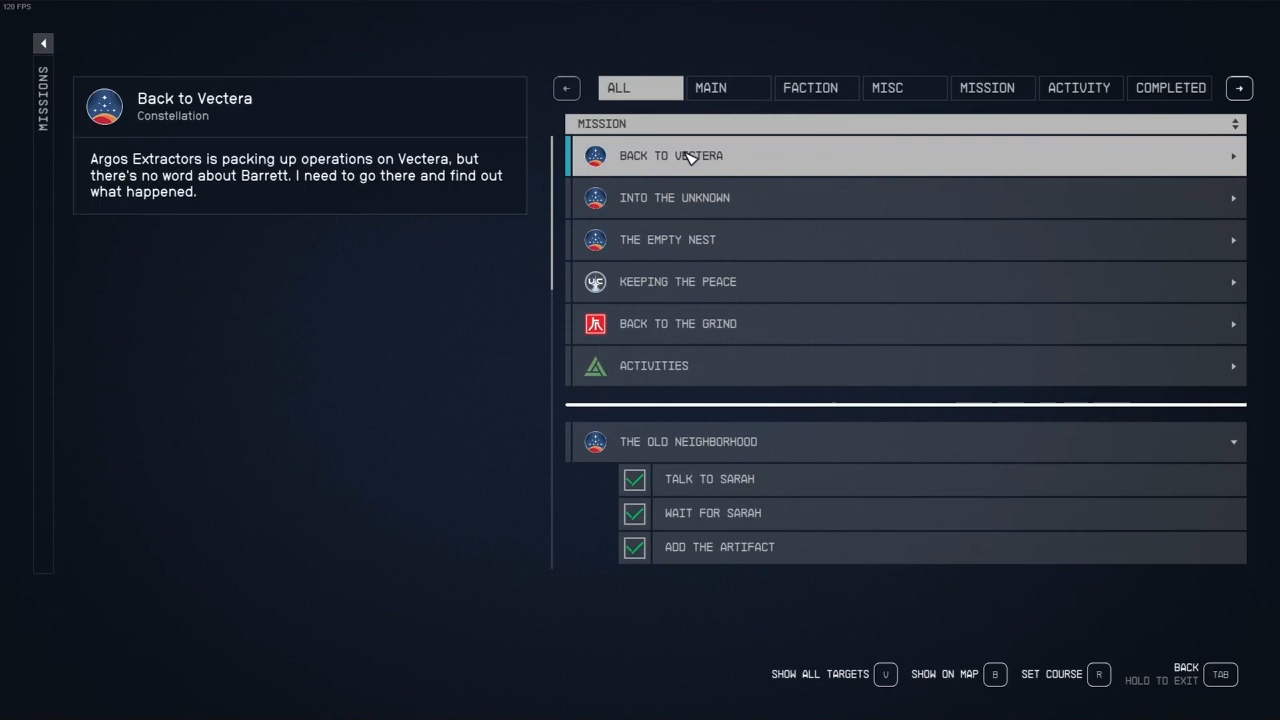 120 FPS
MISSIONS
Back to Vectera
Constellation
Argos Extractors is packing up operations on Vectera, but
there's no word about Barrett. I need to go there and find out
what happened.
ALL
MAIN
FACTION
MISC
MISSION
ACTIVITY
COMPLETED
MISSION
BACK TO VECTERA
INTO THE UNKNOWN
THE EMPTY NEST
UC
KEEPING THE PEACE
BACK TO THE GRIND
ACTIVITIES
THE OLD NEIGHBORHOOD
TALK TO SARAH
WAIT FOR SARAH
ADD THE ARTIFACT
SHOW ALL TARGETS V
SHOW ON MAP B
SET COURSE R
BACK
HOLD TO EXIT
TAB